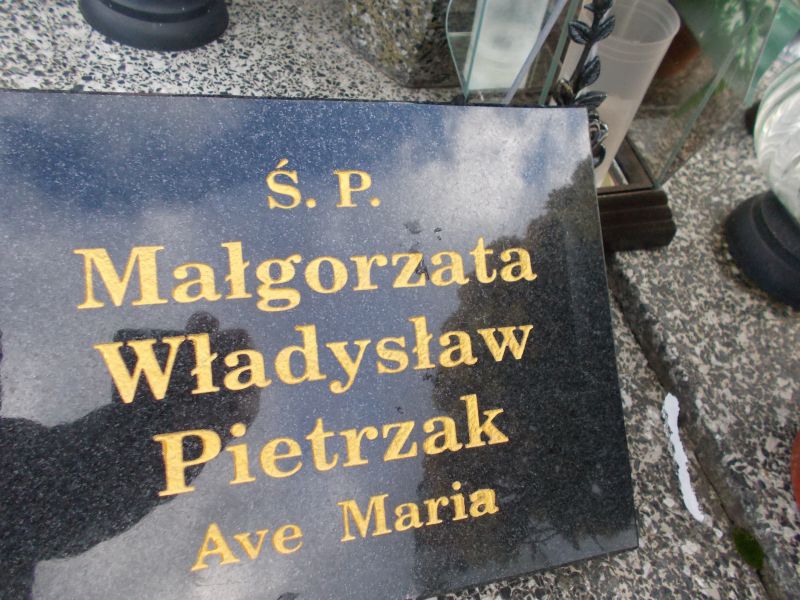 Ś. P.
Małgorzata
Władysław
Pietrzak
Ave Maria